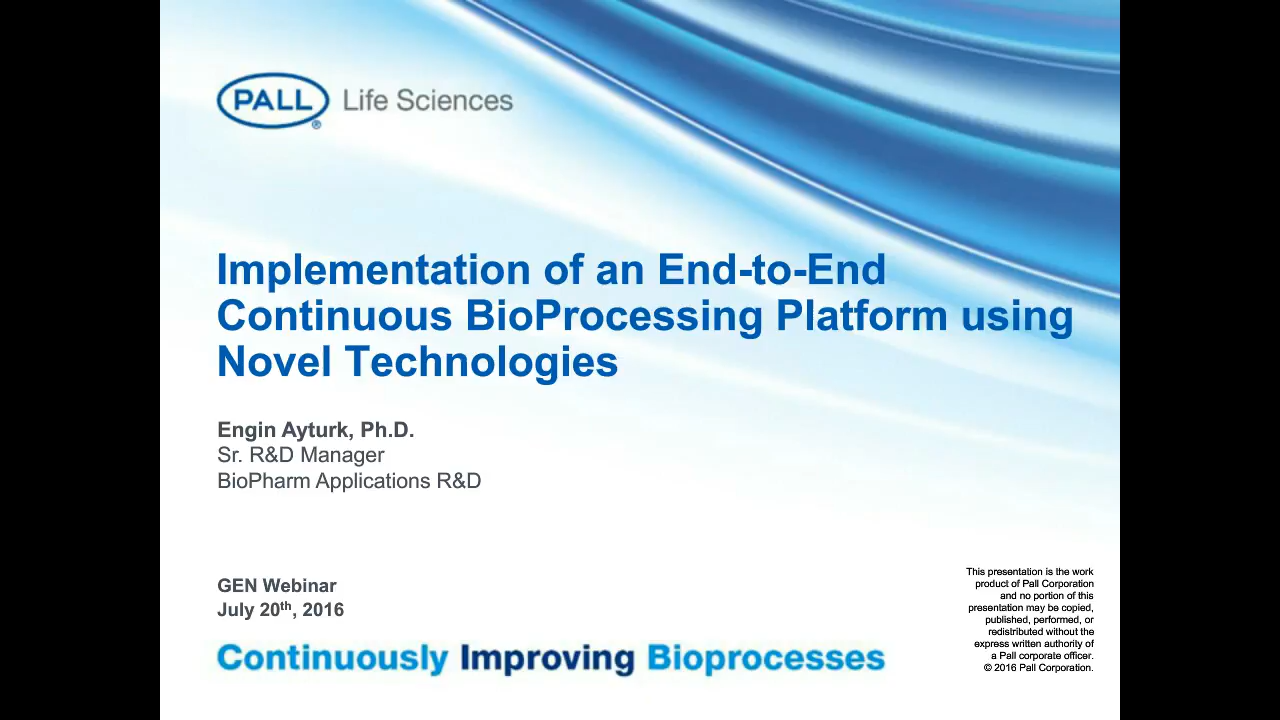 PALL ® Life Sciences
Implementation of an End-to-End
Continuous BioProcessing Platform using
Novel Technologies
Engin Ayturk, Ph.D.
Sr. R&D Manager
BioPharm Applications R&D
GEN Webinar
July 20th, 2016
Continuously Improving Bioprocesses
This presentation is the work
product of Pall Corporation
and no portion of this
presentation may be copied,
published, performed, or
redistributed without the
express written authority of
a Pall corporate officer.
© 2016 Pall Corporation.